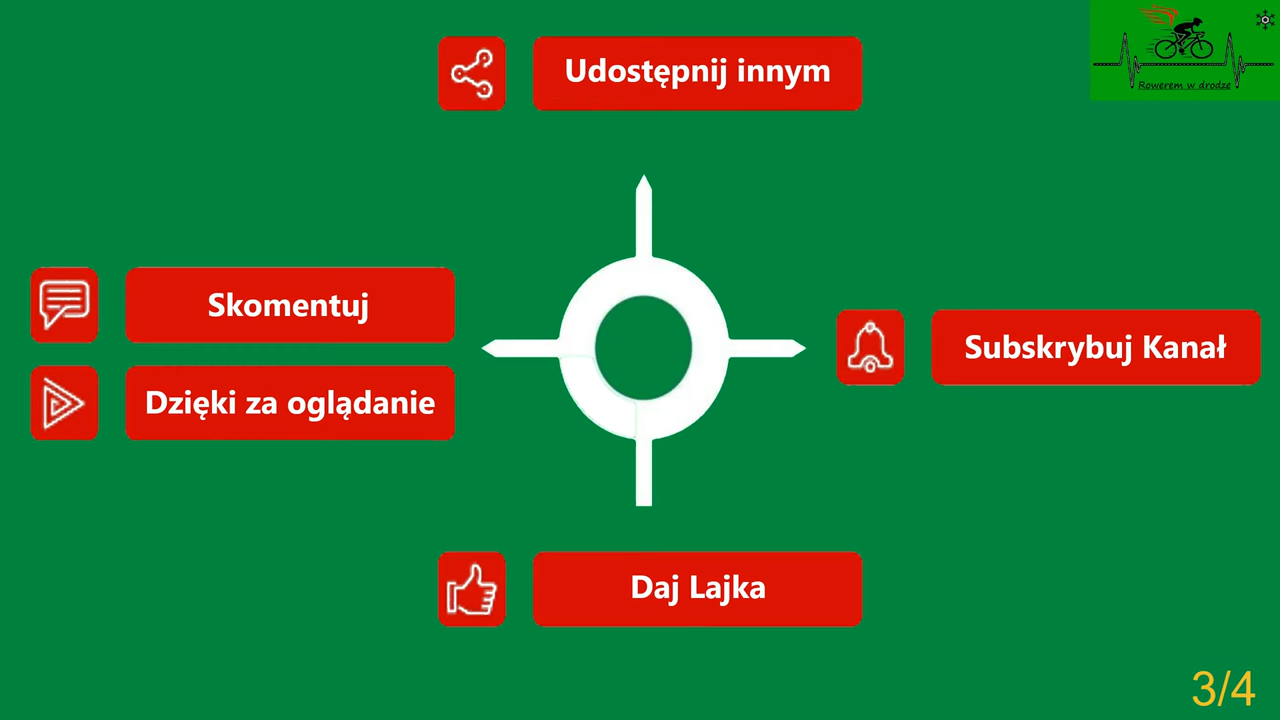 Udostępnij innym
Rowerem w drodze
Skomentuj
Subskrybuj Kanał
Dzięki za oglądanie
Daj Lajka
3/4